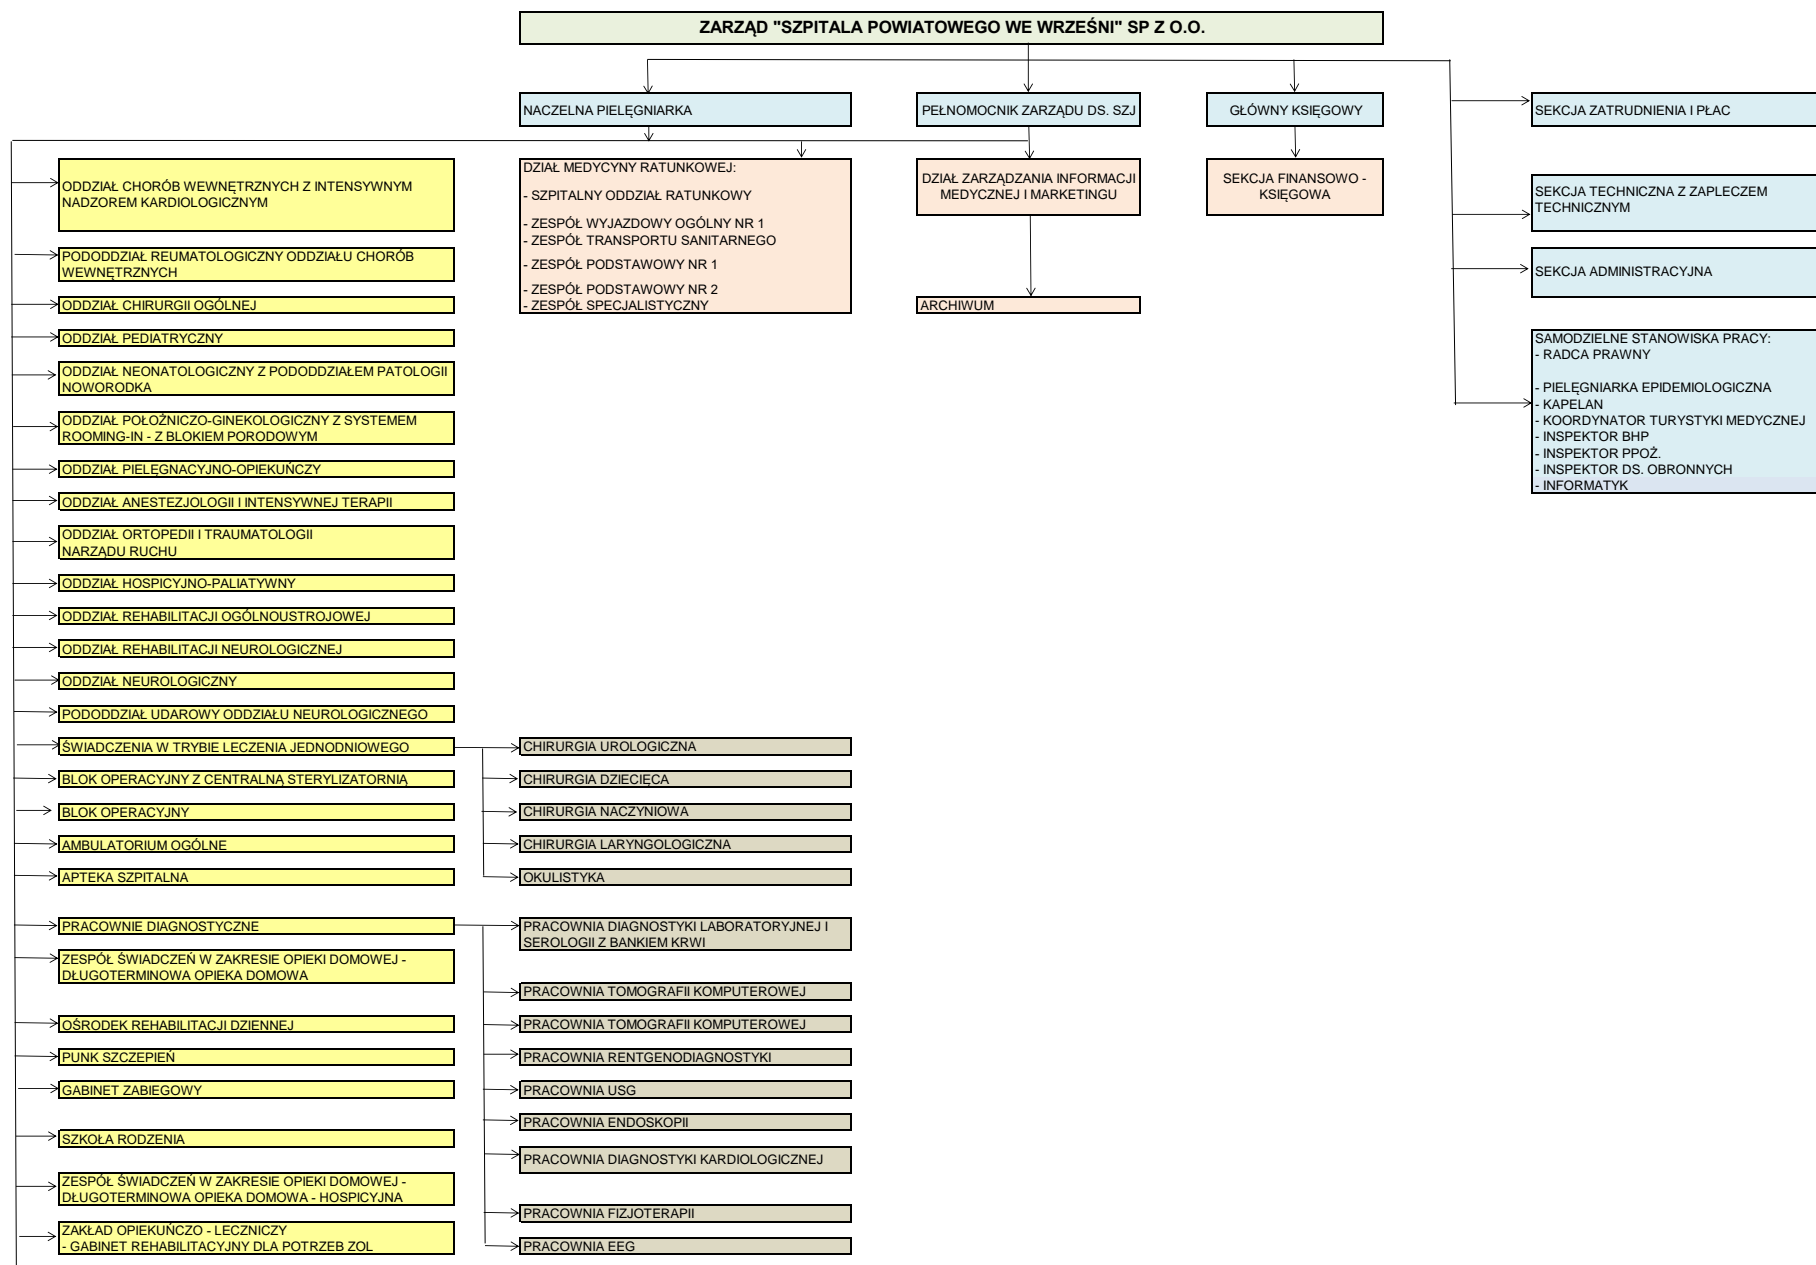 ZARZĄD "SZPITALA POWIATOWEGO WE WRZEŚNI" SP Z O.O.
NACZELNA PIELĘGNIARKA
PEŁNOMOCNIK ZARZĄDU DS. SZJ
GŁÓWNY KSIĘGOWY
SEKCJA ZATRUDNIENIA I PŁAC
ODDZIAŁ CHORÓB WEWNĘTRZNYCH Z INTENSYWNYM
NADZOREM KARDIOLOGICZNYM
PODODDZIAŁ REUMATOLOGICZNY ODDZIAŁU CHORÓB
WEWNĘTRZNYCH
ODDZIAŁ CHIRURGII OGÓLNEJ
ODDZIAŁ PEDIATRYCZNY
ODDZIAŁ NEONATOLOGICZNY Z PODODDZIAŁEM PATOLOGII
NOWORODKA
ODDZIAŁ POŁOŻNICZO-GINEKOLOGICZNY Z SYSTEMEM
ROOMING-IN - Z BLOKIEM PORODOWYM
ODDZIAŁ PIELĘGNACYJNO-OPIEKUŃCZY
ODDZIAŁ ANESTEZJOLOGII I INTENSYWNEJ TERAPII
ODDZIAŁ ORTOPEDII I TRAUMATOLOGII
NARZĄDU RUCHU
ODDZIAŁ HOSPICYJNO-PALIATYWNY
ODDZIAŁ REHABILITACJI OGÓLNOUSTROJOWEJ
ODDZIAŁ REHABILITACJI NEUROLOGICZNEJ
ODDZIAŁ NEUROLOGICZNY
PODODDZIAŁ UDAROWY ODDZIAŁU NEUROLOGICZNEGO
ŚWIADCZENIA W TRYBIE LECZENIA JEDNODNIOWEGO
BLOK OPERACYJNY Z CENTRALNĄ STERYLIZATORNIĄ
BLOK OPERACYJNY
AMBULATORIUM OGÓLNE
APTEKA SZPITALNA
PRACOWNIE DIAGNOSTYCZNE
ZESPÓŁ ŚWIADCZEŃ W ZAKRESIE OPIEKI DOMOWEJ -
DŁUGOTERMINOWA OPIEKA DOMOWA
OŚRODEK REHABILITACJI DZIENNEJ
PUNK SZCZEPIEŃ
GABINET ZABIEGOWY
SZKOŁA RODZENIA
ZESPÓŁ ŚWIADCZEŃ W ZAKRESIE OPIEKI DOMOWEJ -
DŁUGOTERMINOWA OPIEKA DOMOWA - HOSPICYJNA
ZAKŁAD OPIEKUŃCZO - LECZNICZY
- GABINET REHABILITACYJNY DLA POTRZEB ZOL
DZIAŁ MEDYCYNY RATUNKOWEJ:
- SZPITALNY ODDZIAŁ RATUNKOWY
- ZESPÓŁ WYJAZDOWY OGÓLNY NR 1
- ZESPÓŁ TRANSPORTU SANITARNEGO
- ZESPÓŁ PODSTAWOWY NR 1
- ZESPÓŁ PODSTAWOWY NR 2
- ZESPÓŁ SPECJALISTYCZNY
CHIRURGIA UROLOGICZNA
CHIRURGIA DZIECIĘCA
CHIRURGIA NACZYNIOWA
CHIRURGIA LARYNGOLOGICZNA
OKULISTYKA
PRACOWNIA DIAGNOSTYKI LABORATORYJNEJ I
SEROLOGII Z BANKIEM KRWI
PRACOWNIA TOMOGRAFII KOMPUTEROWEJ
PRACOWNIA TOMOGRAFII KOMPUTEROWEJ
PRACOWNIA RENTGENODIAGNOSTYKI
PRACOWNIA USG
PRACOWNIA ENDOSKOPII
PRACOWNIA DIAGNOSTYKI KARDIOLOGICZNEJ
PRACOWNIA FIZJOTERAPII
PRACOWNIA EEG
DZIAŁ ZARZĄDZANIA INFORMACJI
MEDYCZNEJ I MARKETINGU
ARCHIWUM
SEKCJA FINANSOWO -
KSIĘGOWA
SEKCJA TECHNICZNA Z ZAPLECZEM
TECHNICZNYM
SEKCJA ADMINISTRACYJNA
SAMODZIELNE STANOWISKA PRACY:
- RADCA PRAWNY
- PIELĘGNIARKA EPIDEMIOLOGICZNA
- KAPELAN
- KOORDYNATOR TURYSTYKI MEDYCZNEJ
- INSPEKTOR BHP
- INSPEKTOR PPOŻ.
- INSPEKTOR DS. OBRONNYCH
- INFORMATYK